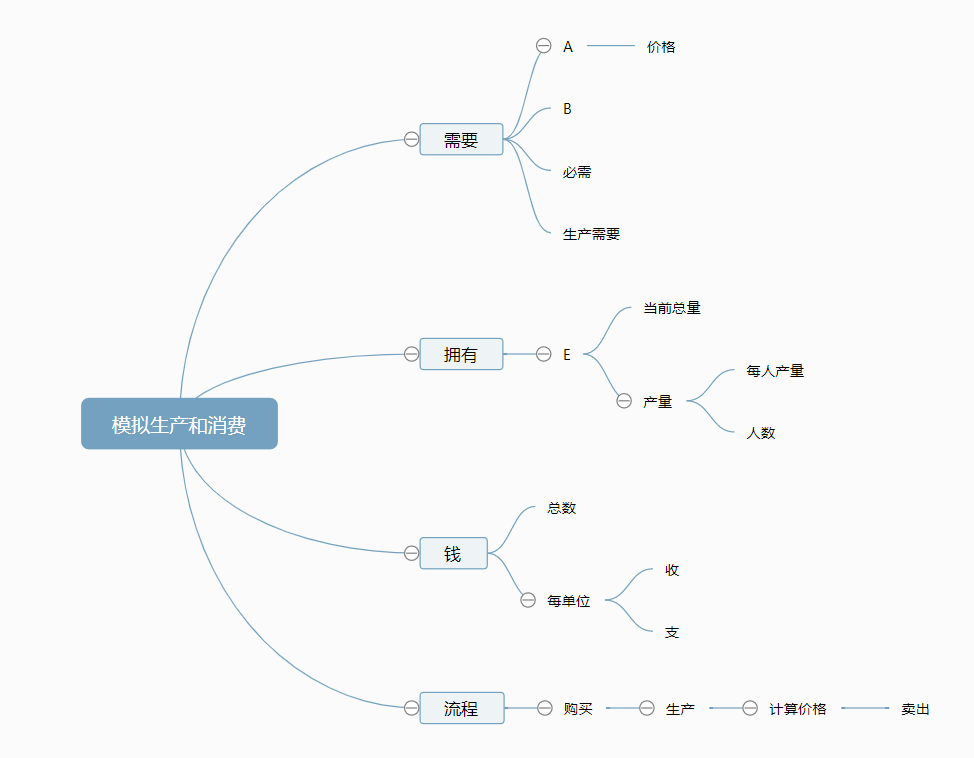 模拟生产和消费
需要
A
价格
B
必需
生产需要
拥有
E
当前总量
产量
每人产量
人数
钱
总数
每单位
收
支
流程
购买
生产
计算价格
卖出